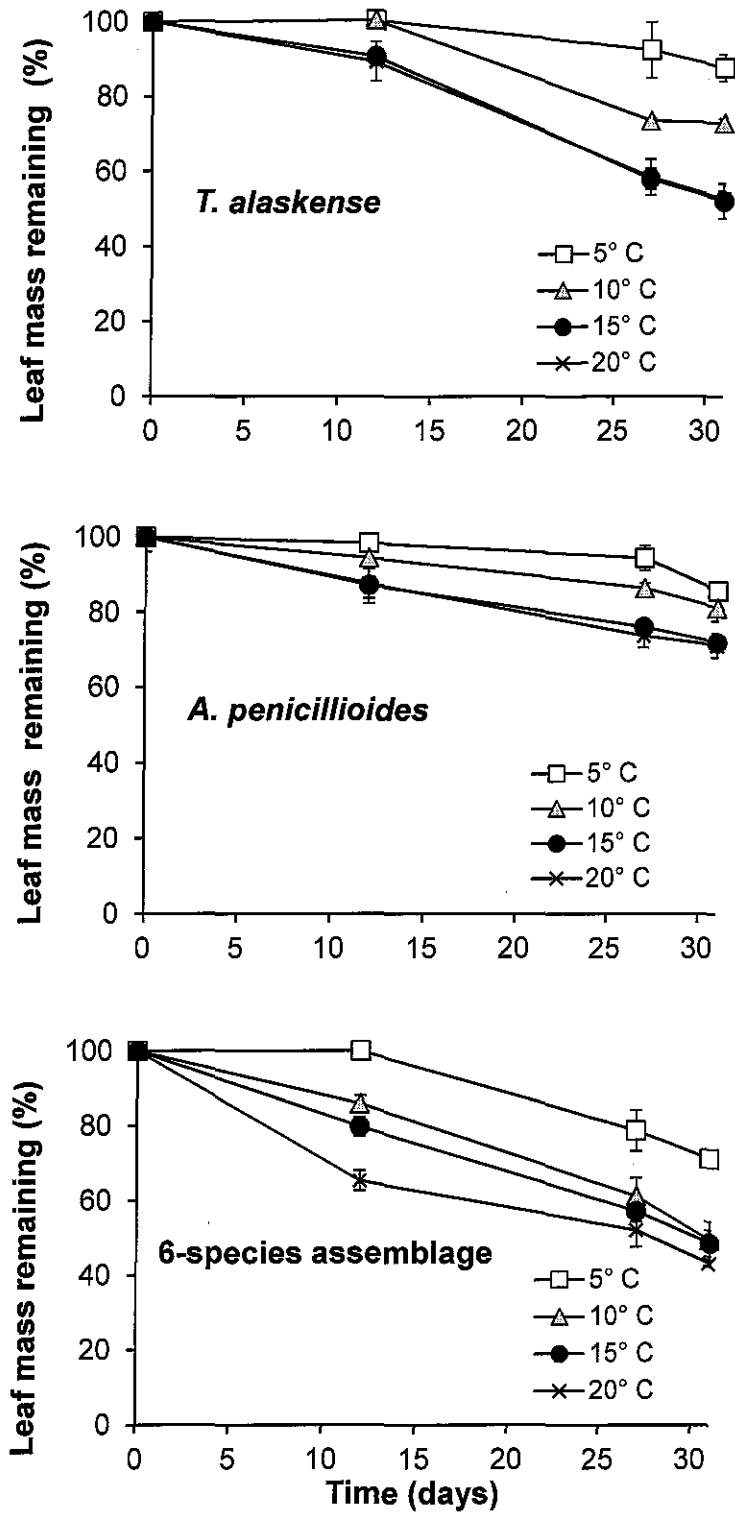 Leaf mass remaining (%)
100
80
60
40
20
0
T. alaskense
5° C
10° C
15° C
20° C
0 5 10 15 20 25 30
Leaf mass remaining (%)
100
80
60
40
20
0
A. penicillioides
5° C
10° C
15° C
20° C
0 5 10 15 20 25 30
Leaf mass remaining (%)
100
80
60
40
20
0
6-species assemblage
5° C
10° C
15° C
20° C
0 5 10 15 20 25 30
Time (days)